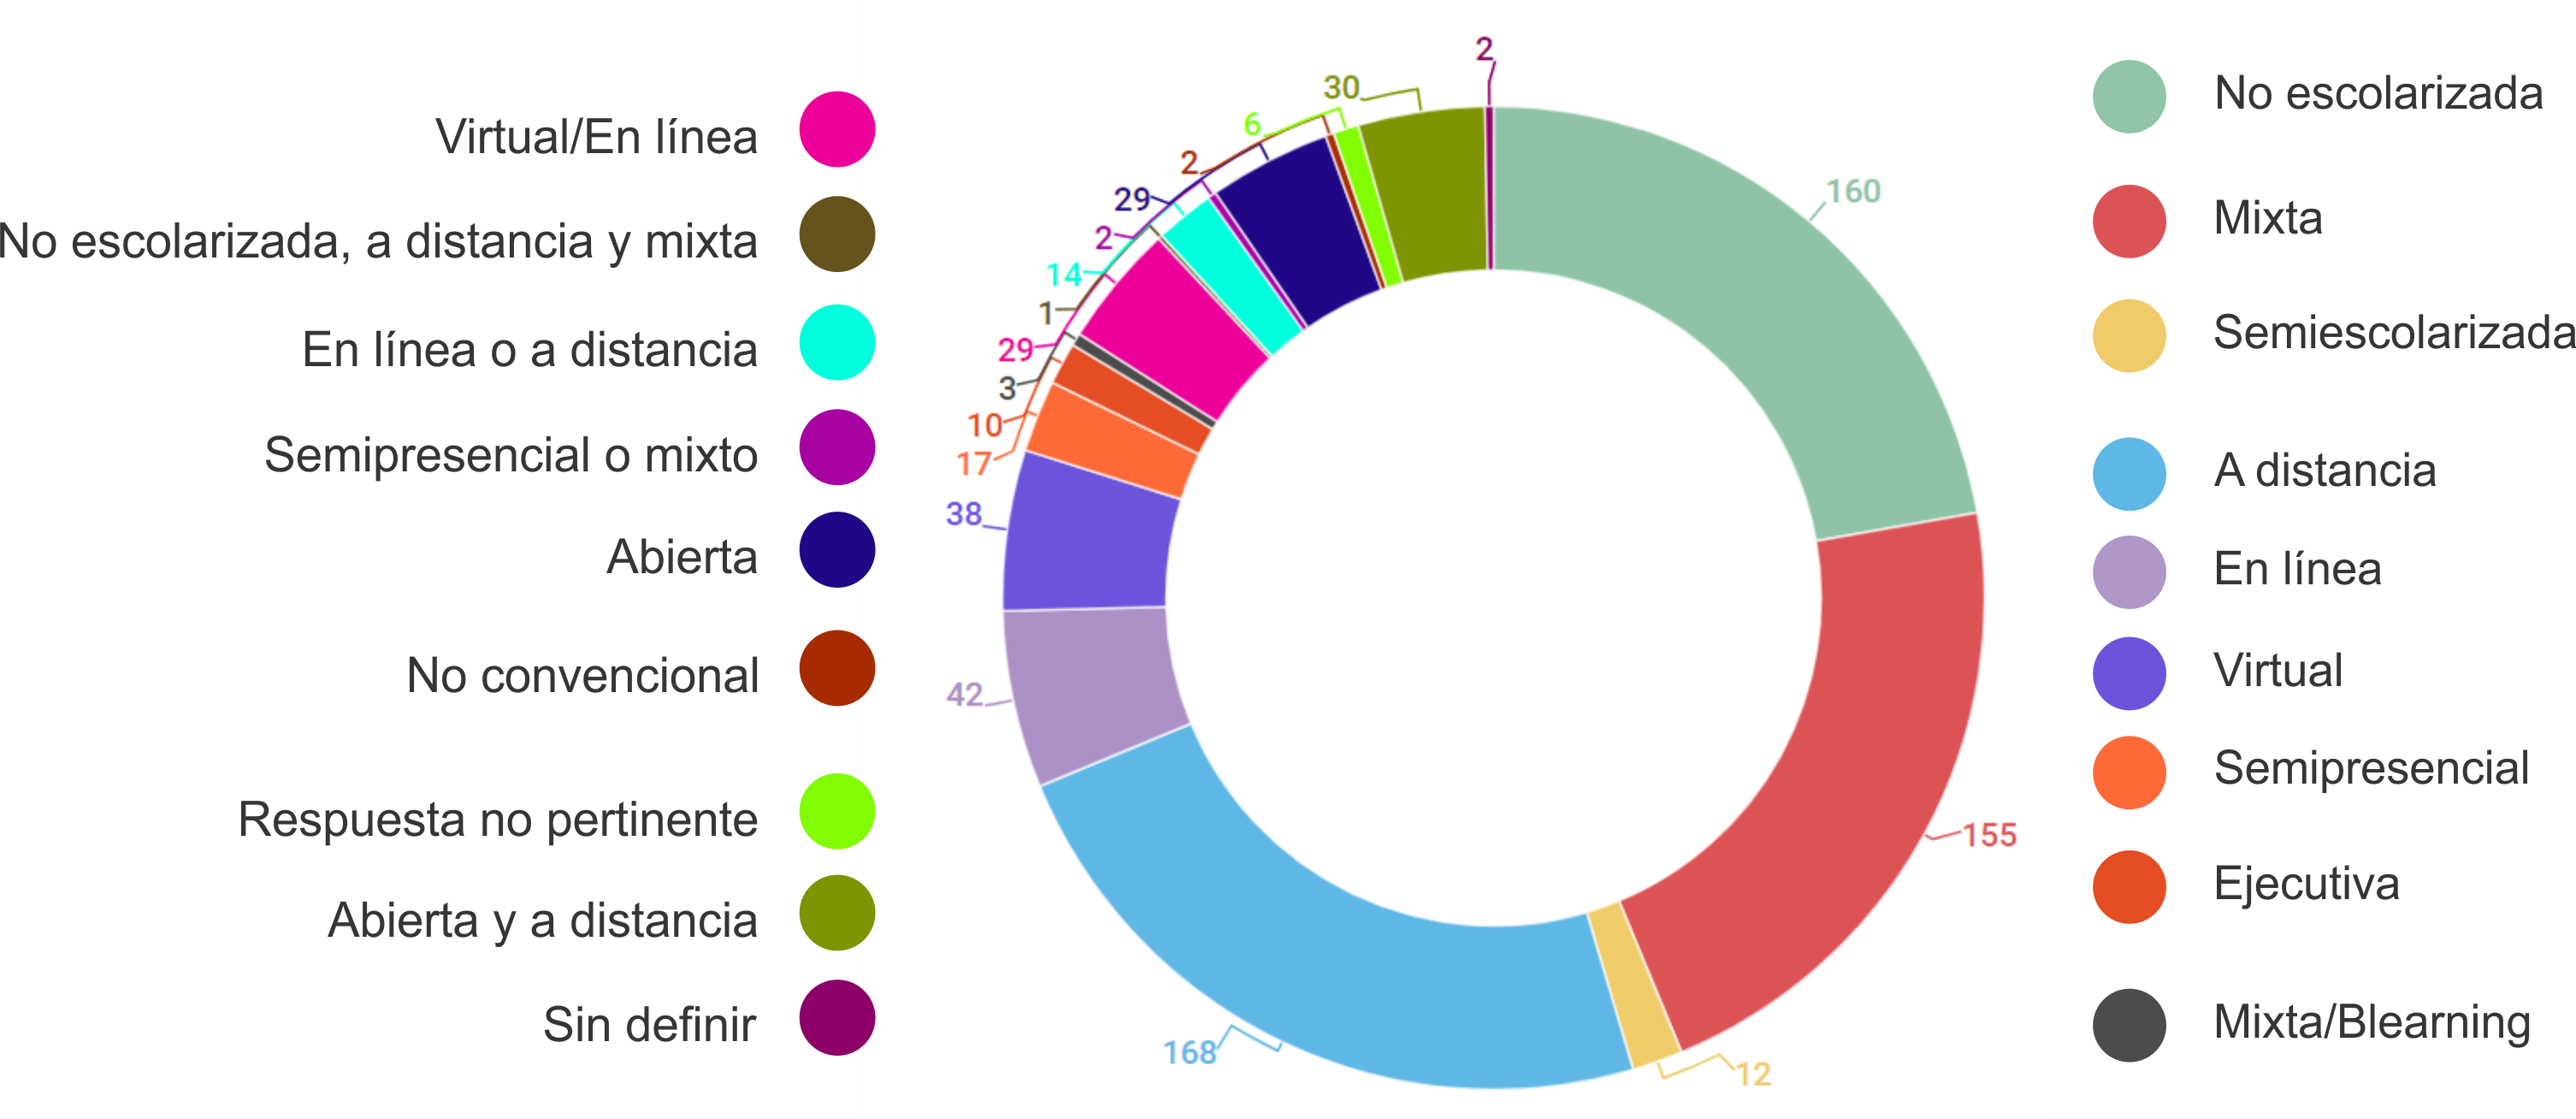 Virtual/En línea
No escolarizada, a distancia y mixta
En línea o a distancia
Semipresencial o mixto
Abierta
No convencional
Respuesta no pertinente
Abierta y a distancia
Sin definir
2
30
6
2
29
2
14
1
29
3
10
17
38
42
168
12
155
160
No escolarizada
Mixta
Semiescolarizada
A distancia
En línea
Virtual
Semipresencial
Ejecutiva
Mixta/Blearning